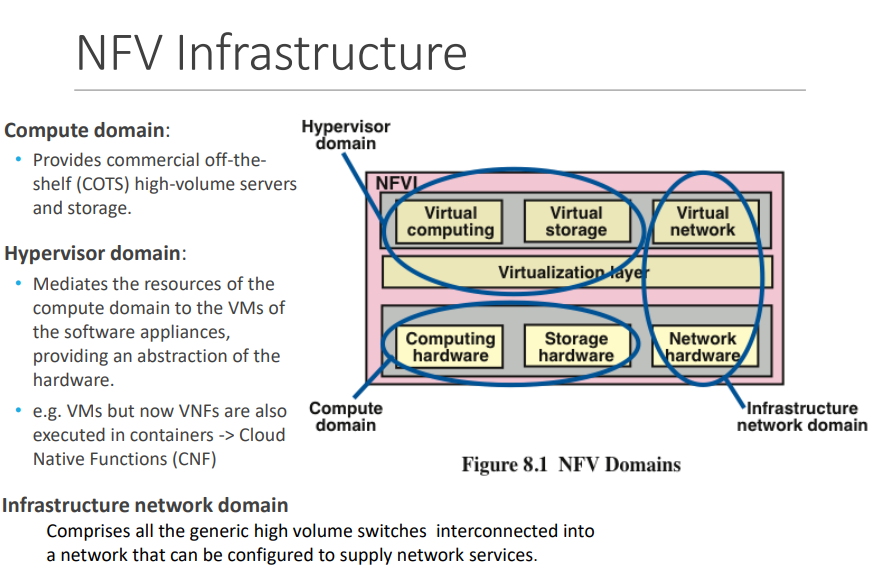 NFV Infrastructure
Compute domain:
• Provides commercial off-the-
shelf (COTS) high-volume servers
and storage.
Hypervisor domain:
• Mediates the resources of the
compute domain to the VMs of
the software appliances,
providing an abstraction of the
hardware.
• e.g. VMs but now VNFs are also
executed in containers -> Cloud
Native Functions (CNF)
Infrastructure network domain
Comprises all the generic high volume switches interconnected into
a network that can be configured to supply network services.
Hypervisor
domain
NFVI
Virtual
computing
Virtual
storage
Virtual
network
Virtualization layer
Computing
hardware
Storage
hardware
Network
hardware
Compute
domain
Infrastructure
network domain
Figure 8.1 NFV Domains